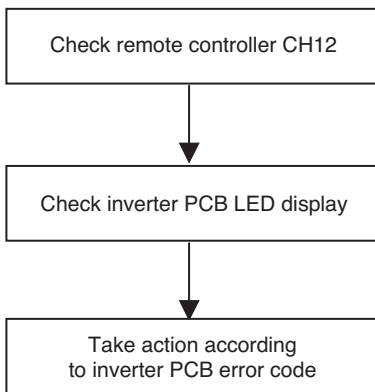 Check remote controller CH12
Check inverter PCB LED display
Take action according
to inverter PCB error code